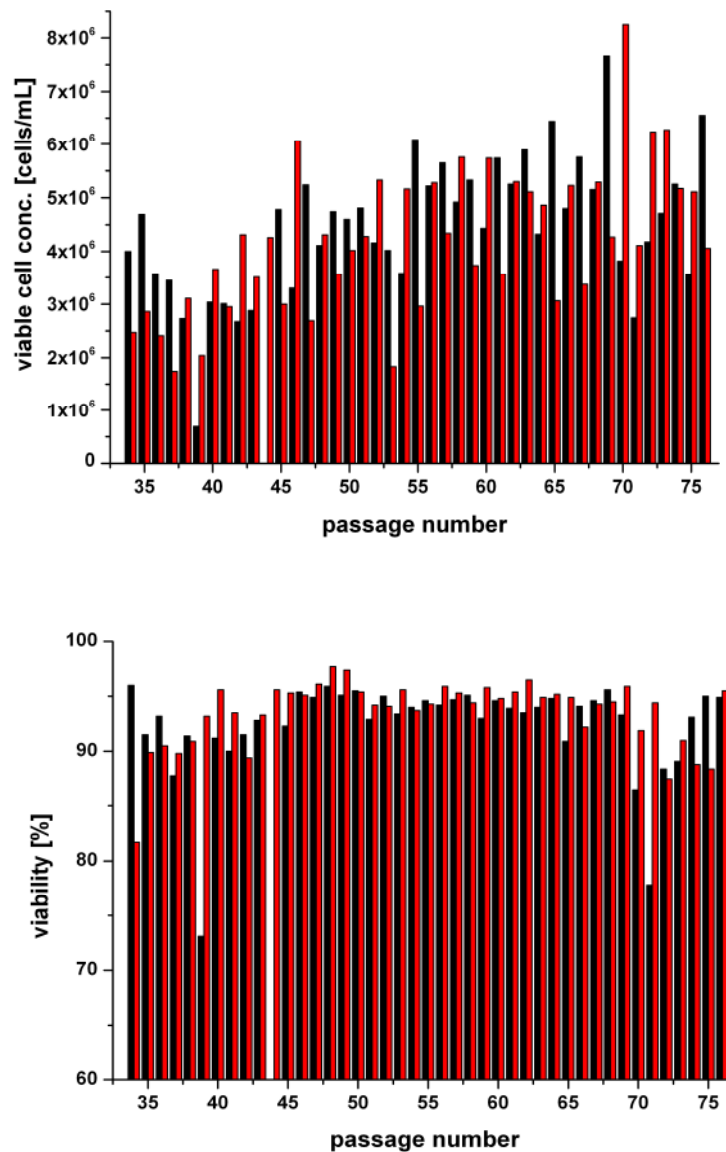 8x10⁶
7x10⁶
6x10⁶
5x10⁶
4x10⁶
3x10⁶
2x10⁶
1x10⁶
0
viable cell conc. [cells/mL]
35 40 45 50 55 60 65 70 75
passage number
100
90
80
70
60
viability [%]
35 40 45 50 55 60 65 70 75
passage number